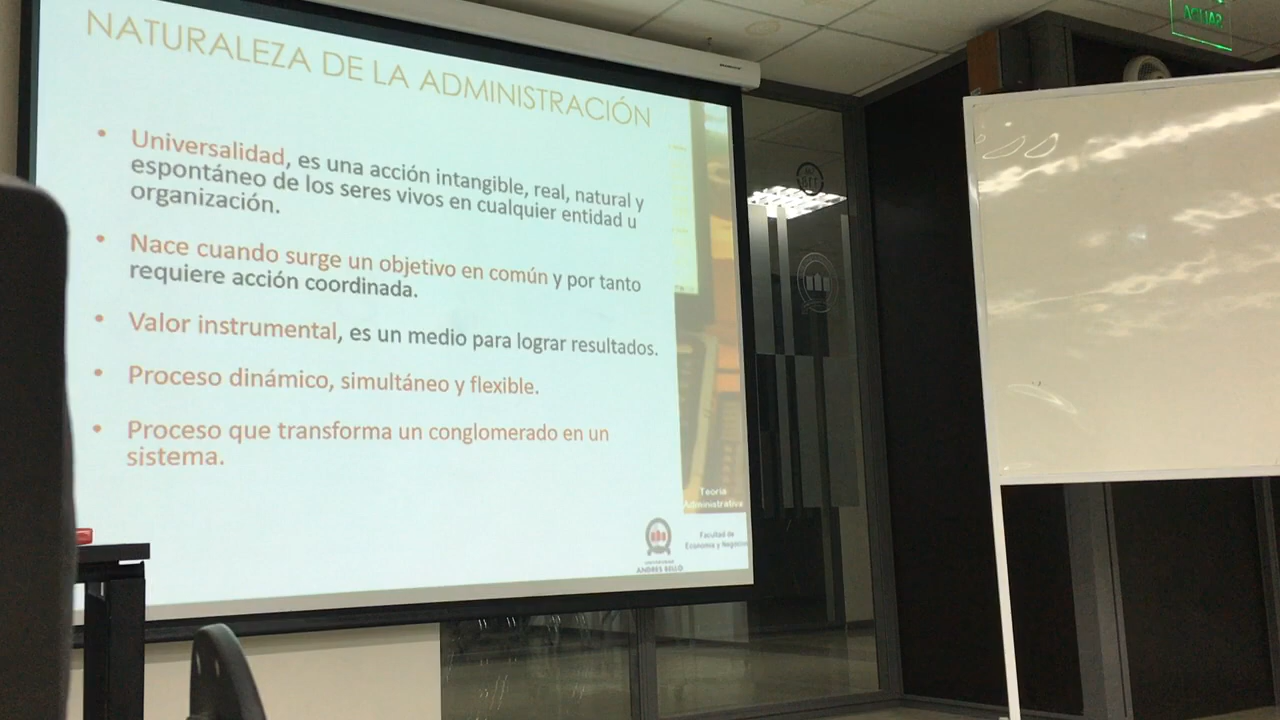 NATURALEZA DE LA ADMINISTRACIÓN
• Universalidad, es una acción intangible, real, natural y
espontáneo de los seres vivos en cualquier entidad u
organización.
• Nace cuando surge un objetivo en común y por tanto
requiere acción coordinada.
• Valor instrumental, es un medio para lograr resultados.
• Proceso dinámico, simultáneo y flexible.
• Proceso que transforma un conglomerado en un
sistema.
Teoría
Administrativa
UNIVERSIDAD
ANDRES BELLO
Facultad de
Economía y Negocios
SALIDA